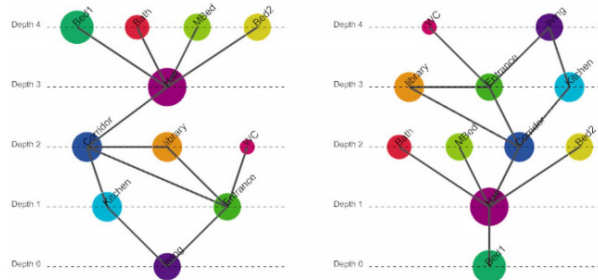 Depth 4 Bed1 Bath MBed Bed2
Depth 3
Depth 2 Corridor library WC
Depth 1 Kitchen Entrance
Depth 0
Depth 4 WC
Depth 3 library Entrance Kitchen
Depth 2 Bath MBed Corridor Bed2
Depth 1
Depth 0 Bed1